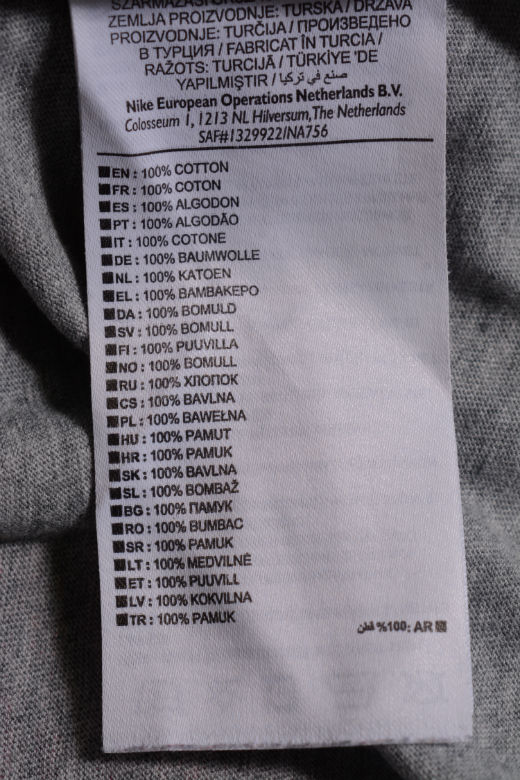 SZÁRMAZÁSI ORSZ
ZEMLJA PROIZVODNJE: TURSKA / DRŽAVA
PROIZVODNJE: TURČIJA / ПРОИЗВЕДЕНО
В ТУРЦИЯ / FABRICAT ÎN TURCIA /
RAŽOTS: TURCIJĀ / TÜRKİYE 'DE
YAPILMIŞTIR / صنع في تركيا
Nike European Operations Netherlands B.V.
Colosseum 1, 1213 NL Hilversum, The Netherlands
SAF#1329922/NA756
EN : 100% COTTON
FR : 100% COTON
ES : 100% ALGODON
PT : 100% ALGODÃO
IT : 100% COTONE
DE : 100% BAUMWOLLE
NL : 100% KATOEN
EL : 100% ΒΑΜΒΑΚΕΡΟ
DA : 100% BOMULD
SV : 100% BOMULL
FI : 100% PUUVILLA
NO : 100% BOMULL
RU : 100% ХЛОПОК
CS : 100% BAVLNA
PL : 100% BAWEŁNA
HU : 100% PAMUT
HR : 100% PAMUK
SK : 100% BAVLNA
SL : 100% BOMBAŽ
BG : 100% ПАМУК
RO : 100% BUMBAC
SR : 100% PAMUK
LT : 100% MEDVILNĖ
ET : 100% PUUVILL
LV : 100% KOKVILNA
TR : 100% PAMUK
قطن %100: AR